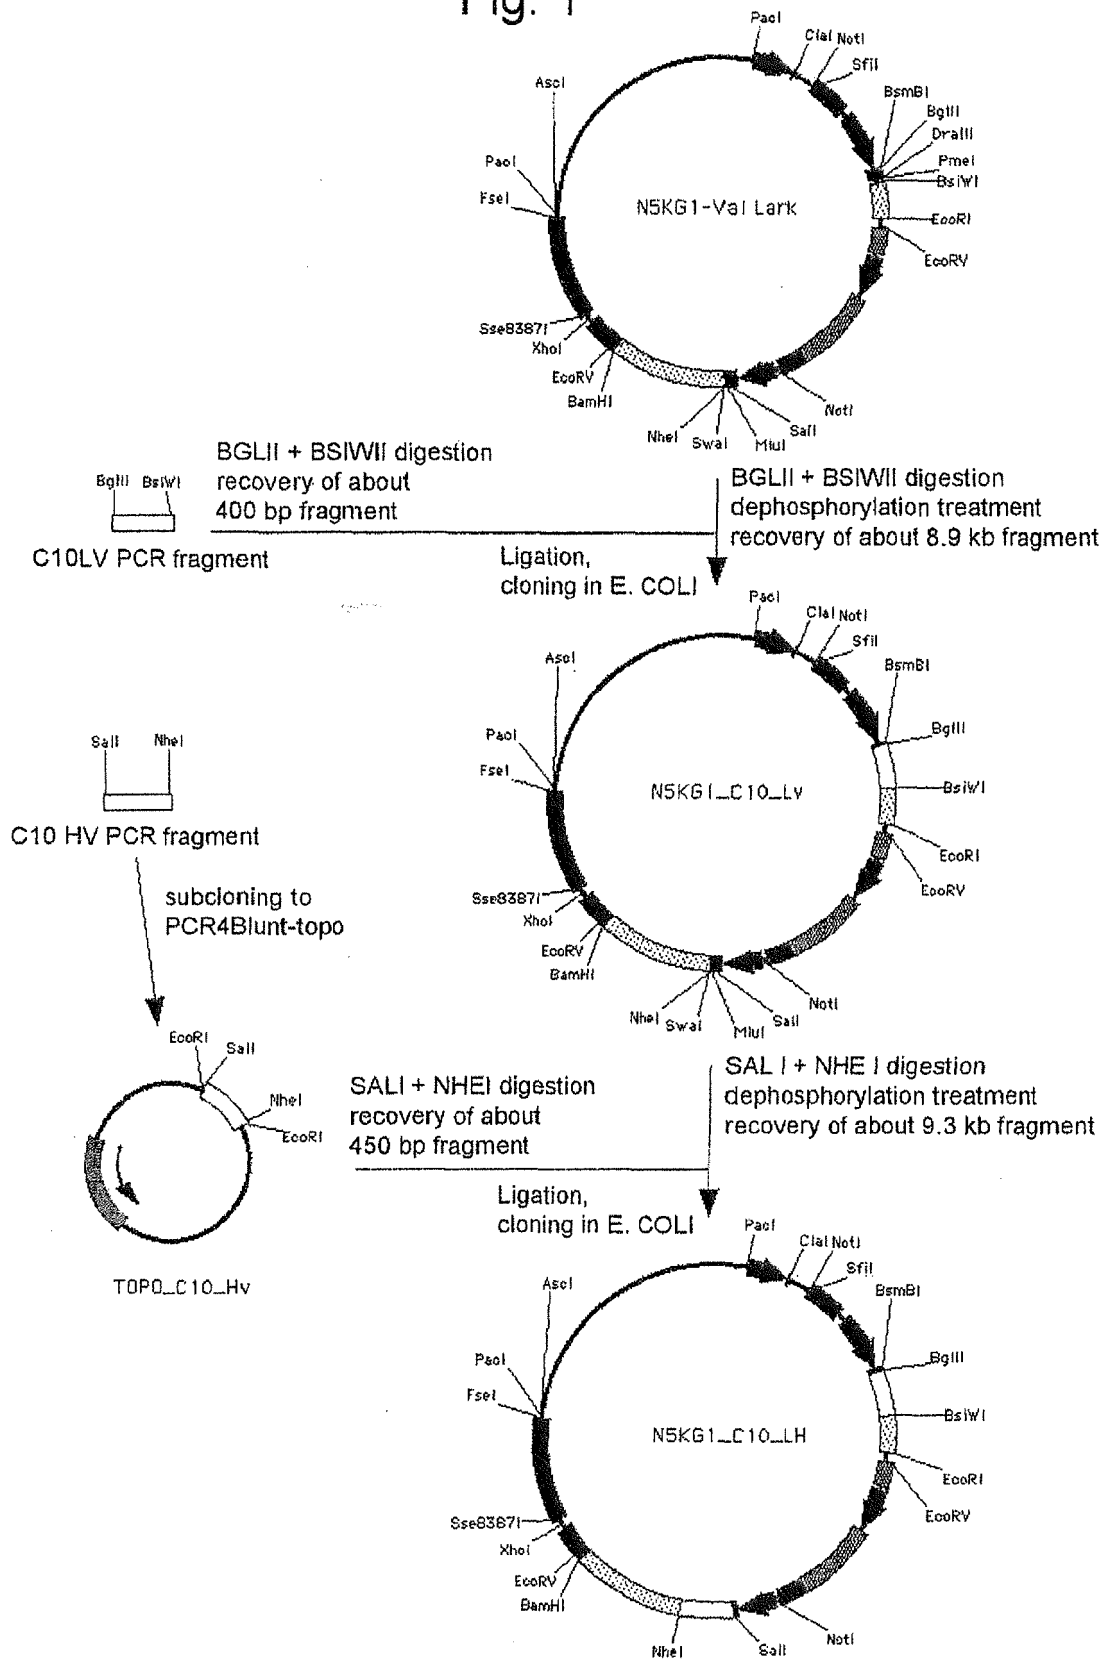 Fig. 1
PacI
ClaI NotI
SfiI
BsmBI
BglII
DraIII
PmeI
BsiWI
EcoRI
EcoRV
AscI
PacI
FseI
N5KG1-Val Lark
Sse8387I
XhoI
EcoRV
BamHI
NheI
SwaI
MluI
SalI
NotI
BglII BsiWI
C10LV PCR fragment
BGLII + BSIWII digestion
recovery of about
400 bp fragment
BGLII + BSIWII digestion
dephosphorylation treatment
recovery of about 8.9 kb fragment
Ligation,
cloning in E. COLI
PacI
ClaI NotI
SfiI
BsmBI
BglII
BsiWI
EcoRI
EcoRV
AscI
PacI
FseI
N5KG1_C10_Lv
Sse8387I
XhoI
EcoRV
BamHI
NheI
SwaI
MluI
SalI
NotI
SalI NheI
C10 HV PCR fragment
subcloning to
PCR4Blunt-topo
EcoRI
SalI
NheI
EcoRI
TOPO_C10_Hv
SALI + NHEI digestion
recovery of about
450 bp fragment
SAL I + NHE I digestion
dephosphorylation treatment
recovery of about 9.3 kb fragment
Ligation,
cloning in E. COLI
PacI
ClaI NotI
SfiI
BsmBI
BglII
BsiWI
EcoRI
EcoRV
AscI
PacI
FseI
N5KG1_C10_LH
Sse8387I
XhoI
EcoRV
BamHI
NheI
SalI
NotI